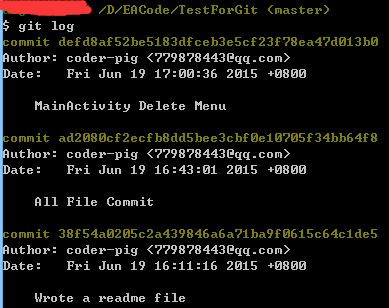 /D/EACode/TestForGit (master)
$ git log
commit defd8af52be5183dfceb3e5cf23f78ea47d013b0
Author: coder-pig <779878443@qq.com>
Date:   Fri Jun 19 17:00:36 2015 +0800
MainActivity Delete Menu
commit ad2080cf2ecfb8dd5bee3cbf0e10705f34bb64f8
Author: coder-pig <779878443@qq.com>
Date:   Fri Jun 19 16:43:01 2015 +0800
All File Commit
commit 38f54a0205c2a439846a6a71ba9f0615c64c1de5
Author: coder-pig <779878443@qq.com>
Date:   Fri Jun 19 16:11:16 2015 +0800
Wrote a readme file